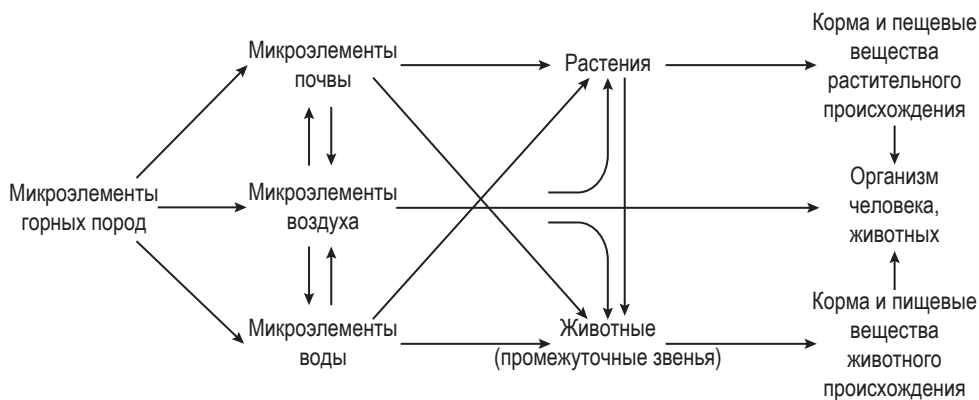 Микроэлементы
почвы
Растения
Корма и пещевые
вещества
растительного
происхождения
Микроэлементы
горных пород
Микроэлементы
воздуха
Организм
человека,
животных
Микроэлементы
воды
Животные
(промежуточные звенья)
Корма и пищевые
вещества
животного
происхождения